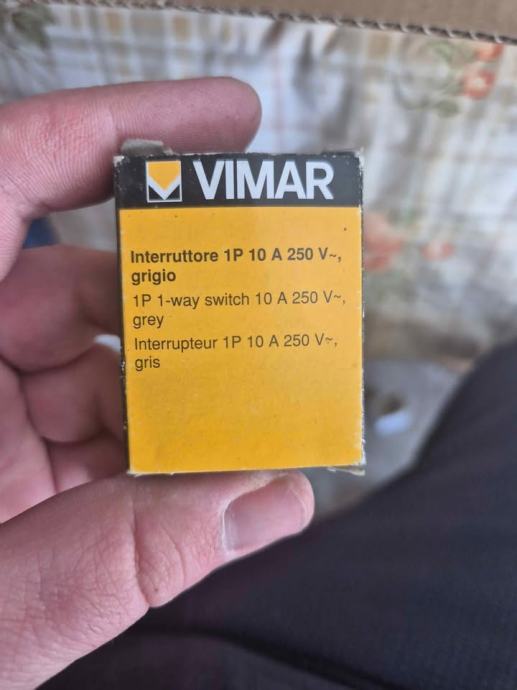 VIMAR
Interruttore 1P 10 A 250 V~,
grigio
1P 1-way switch 10 A 250 V~,
grey
Interrupteur 1P 10 A 250 V~,
gris